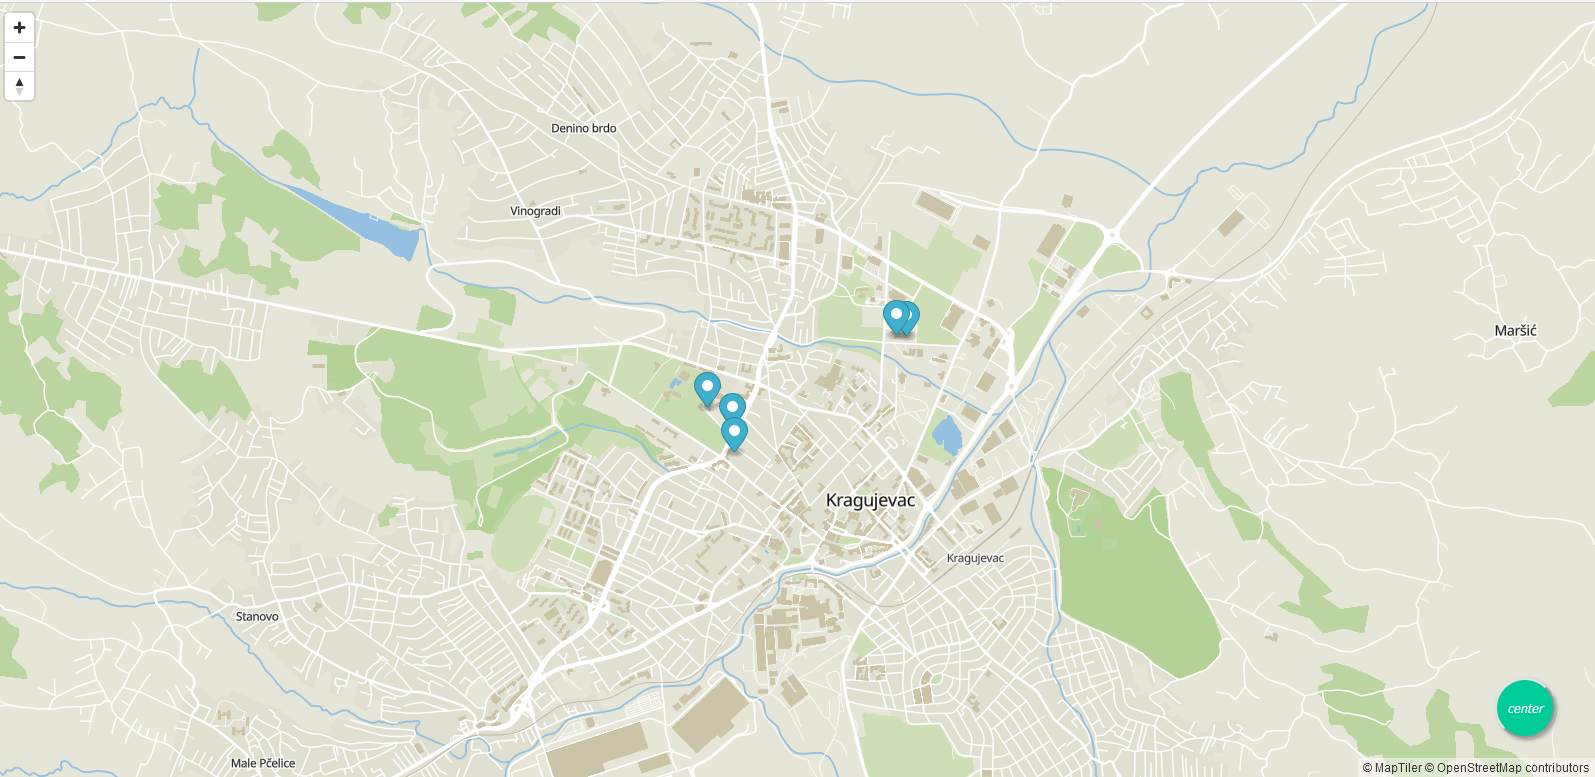 Denino brdo
Vinogradi
Maršić
Kragujevac
Kragujevac
Stanovo
center
Male Pčelice
© MapTiler © OpenStreetMap contributors